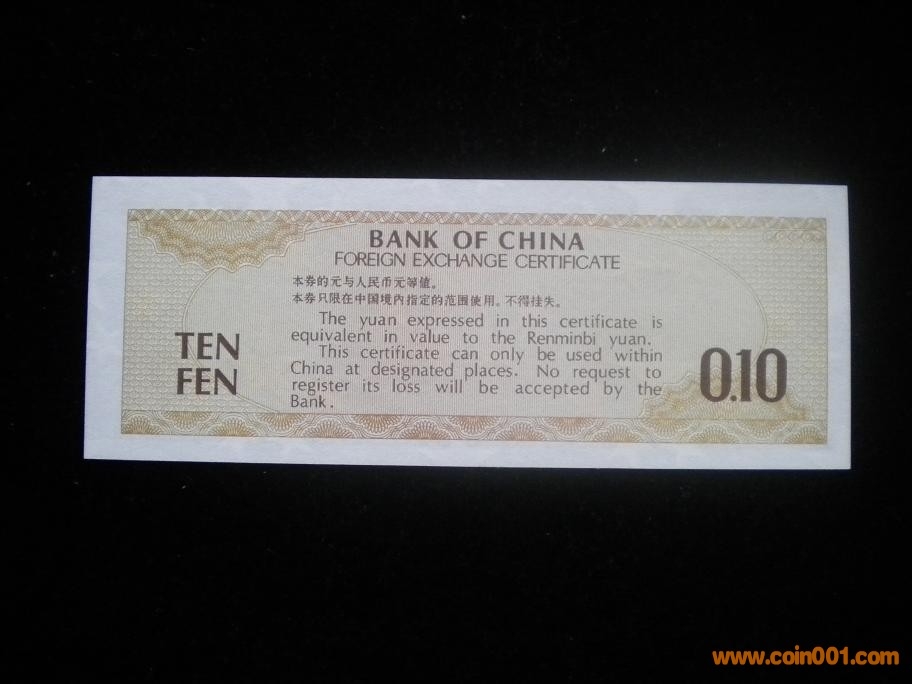 BANK OF CHINA
FOREIGN EXCHANGE CERTIFICATE
本券的元与人民币元等值。
本券只限在中国境内指定的范围使用。不得挂失。
The yuan expressed in this certificate is
equivalent in value to the Renminbi yuan.
This certificate can only be used within
China at designated places. No request to
register its loss will be accepted by the
Bank.
TEN
FEN
0.10
www.coin001.com